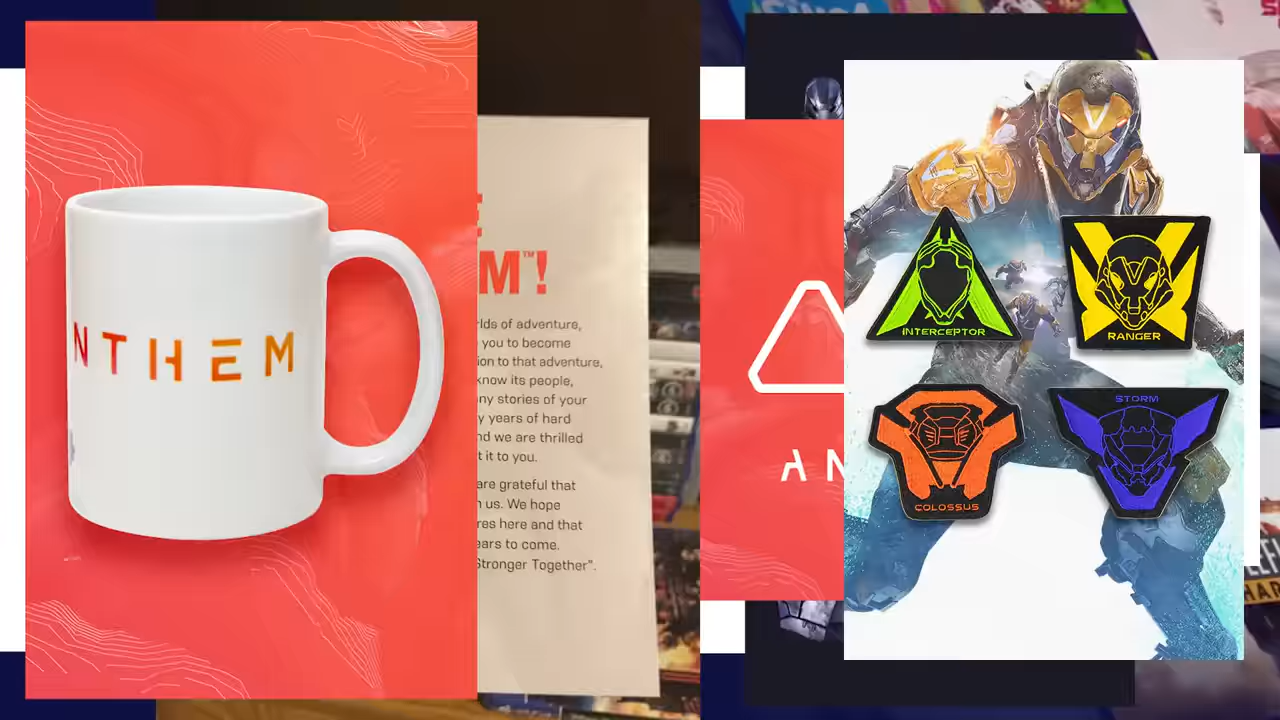 NTHEM
M™!
rlds of adventure,
you to become
ion to that adventure,
know its people,
ny stories of your
y years of hard
nd we are thrilled
t it to you.
are grateful that
us. We hope
res here and that
ears to come.
Stronger Together".
AN
INTERCEPTOR
RANGER
COLOSSUS
STORM